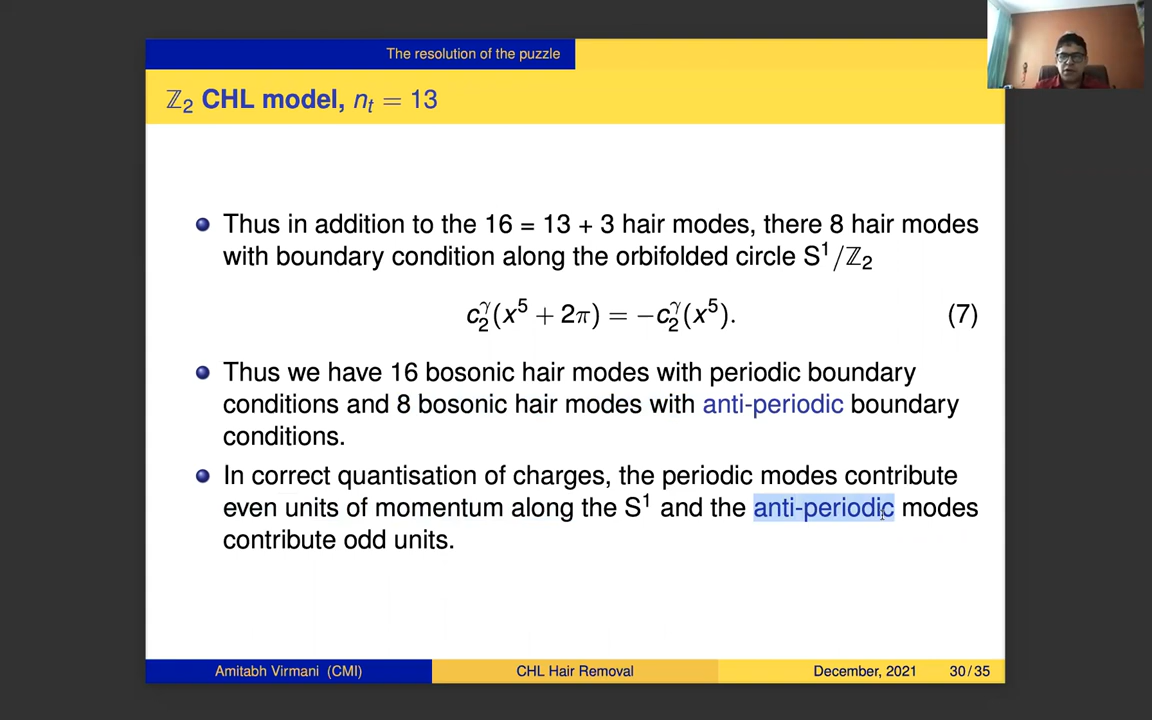 The resolution of the puzzle
ℤ₂ CHL model, nₜ = 13
Thus in addition to the 16 = 13 + 3 hair modes, there 8 hair modes
with boundary condition along the orbifolded circle S¹/ℤ₂
c₂^γ(x⁵ + 2π) = −c₂^γ(x⁵). (7)
Thus we have 16 bosonic hair modes with periodic boundary
conditions and 8 bosonic hair modes with anti-periodic boundary
conditions.
In correct quantisation of charges, the periodic modes contribute
even units of momentum along the S¹ and the anti-periodic modes
contribute odd units.
Amitabh Virmani (CMI) CHL Hair Removal December, 2021 30/35